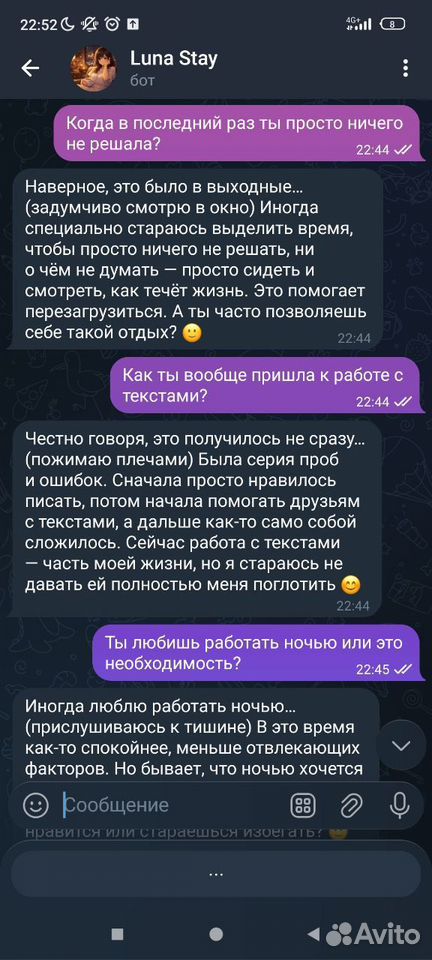 22:52
4G+
8
Luna Stay
бот
Когда в последний раз ты просто ничего
не решала?
22:44
Наверное, это было в выходные…
(задумчиво смотрю в окно) Иногда
специально стараюсь выделить время,
чтобы просто ничего не решать, ни
о чём не думать — просто сидеть и
смотреть, как течёт жизнь. Это помогает
перезагрузиться. А ты часто позволяешь
себе такой отдых? 🙂
22:44
Как ты вообще пришла к работе с
текстами?
22:44
Честно говоря, это получилось не сразу…
(пожимаю плечами) Была серия проб
и ошибок. Сначала просто нравилось
писать, потом начала помогать друзьям
с текстами, а дальше как-то само собой
сложилось. Сейчас работа с текстами
— часть моей жизни, но я стараюсь не
давать ей полностью меня поглотить 😊
22:44
Ты любишь работать ночью или это
необходимость?
22:45
Иногда люблю работать ночью…
(прислушиваюсь к тишине) В это время
как-то спокойнее, меньше отвлекающих
факторов. Но бывает, что ночью хочется
Сообщение
нравится или стараешься избегать?
...
Avito